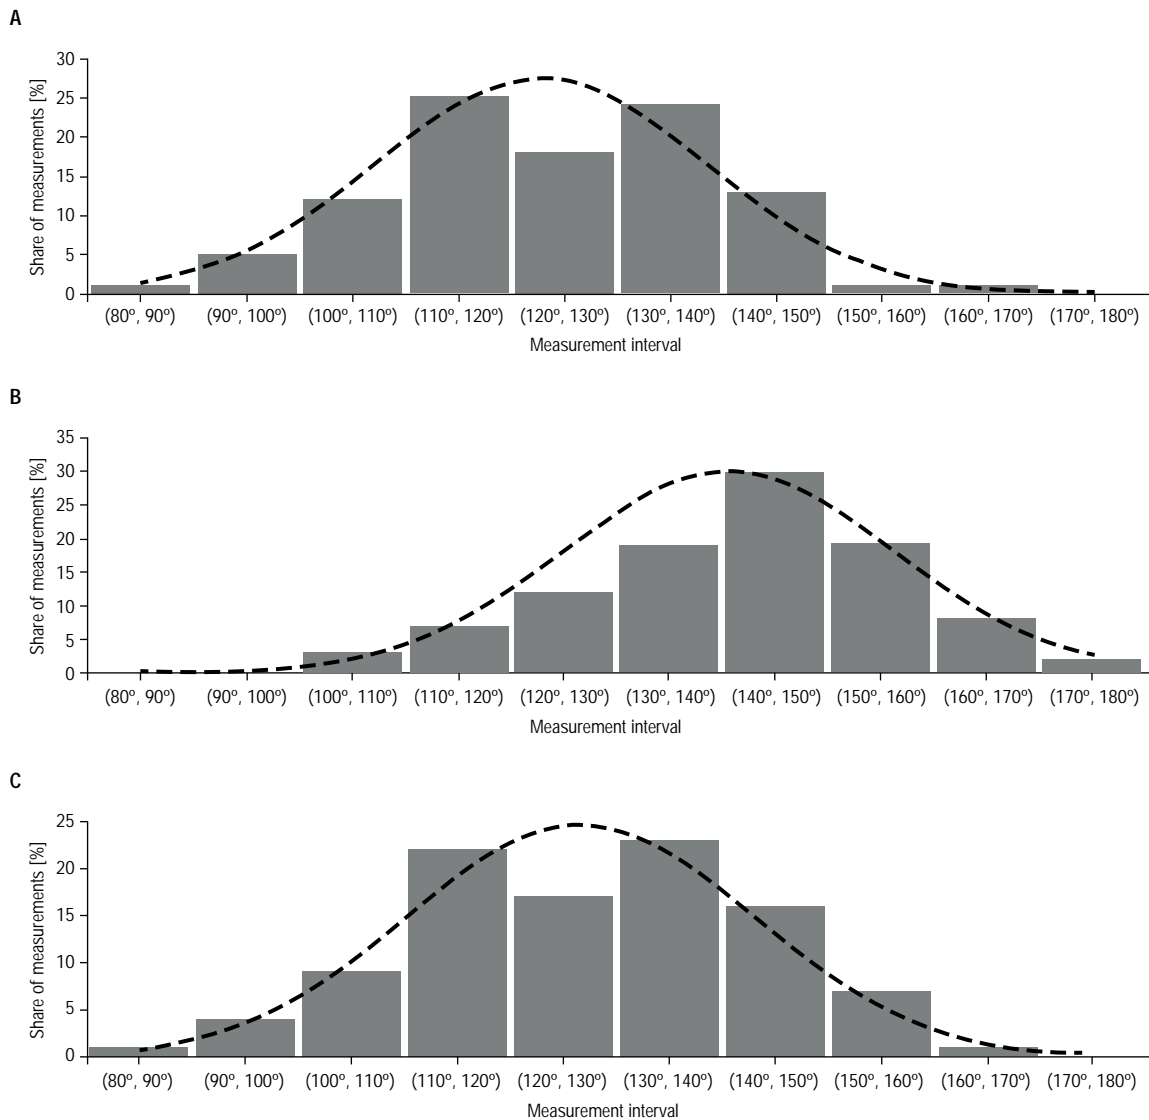 A
Share of measurements [%]
30
25
20
15
10
5
0
(80º, 90º) (90º, 100º) (100º, 110º) (110º, 120º) (120º, 130º) (130º, 140º) (140º, 150º) (150º, 160º) (160º, 170º) (170º, 180º)
Measurement interval
B
Share of measurements [%]
35
30
25
20
15
10
5
0
(80º, 90º) (90º, 100º) (100º, 110º) (110º, 120º) (120º, 130º) (130º, 140º) (140º, 150º) (150º, 160º) (160º, 170º) (170º, 180º)
Measurement interval
C
Share of measurements [%]
25
20
15
10
5
0
(80º, 90º) (90º, 100º) (100º, 110º) (110º, 120º) (120º, 130º) (130º, 140º) (140º, 150º) (150º, 160º) (160º, 170º) (170º, 180º)
Measurement interval